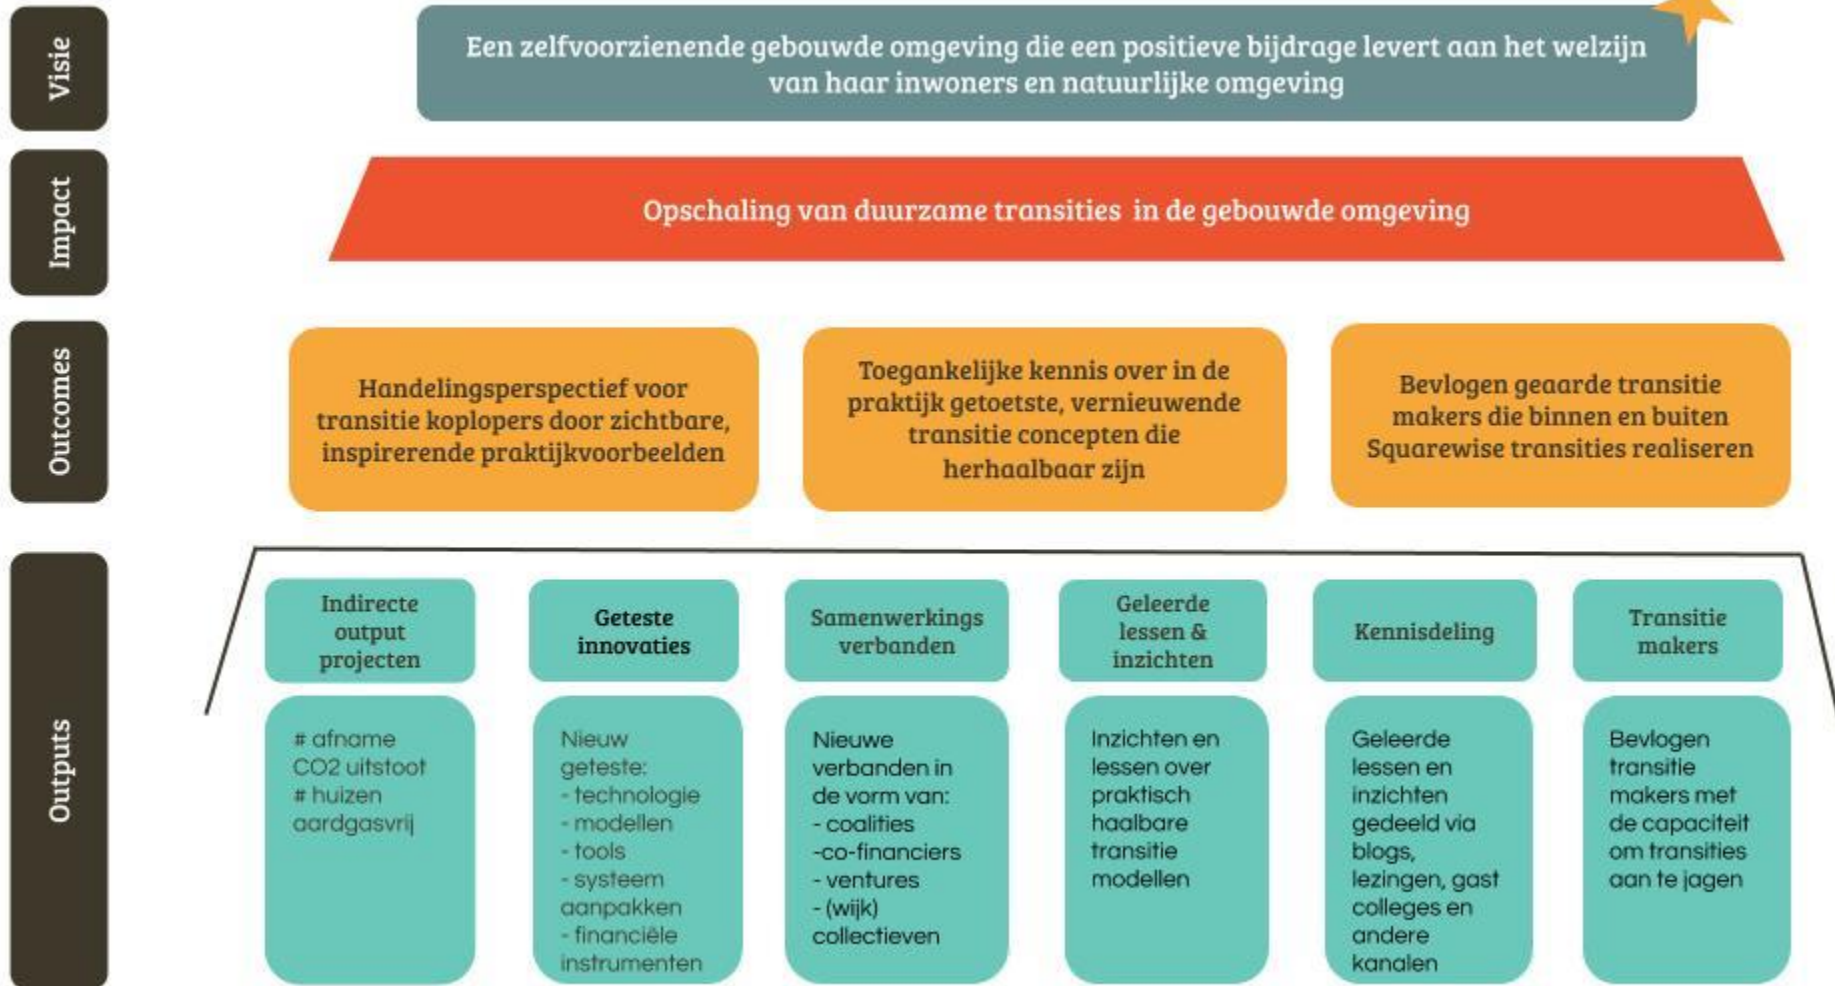 Visie
Een zelfvoorzienende gebouwde omgeving die een positieve bijdrage levert aan het welzijn
van haar inwoners en natuurlijke omgeving
Impact
Opschaling van duurzame transities in de gebouwde omgeving
Outcomes
Handelingsperspectief voor
transitie koplopers door zichtbare,
inspirerende praktijkvoorbeelden
Toegankelijke kennis over in de
praktijk getoetste, vernieuwende
transitie concepten die
herhaalbaar zijn
Bevlogen geaarde transitie
makers die binnen en buiten
Squarewise transities realiseren
Outputs
Indirecte
output
projecten
# afname
CO2 uitstoot
# huizen
aardgasvrij
Geteste
innovaties
Nieuw
geteste:
- technologie
- modellen
- tools
- systeem
aanpakken
- financiële
instrumenten
Samenwerkings
verbanden
Nieuwe
verbanden in
de vorm van:
- coalities
-co-financiers
- ventures
- (wijk)
collectieven
Geleerde
lessen &
inzichten
Inzichten en
lessen over
praktisch
haalbare
transitie
modellen
Kennisdeling
Geleerde
lessen en
inzichten
gedeeld via
blogs,
lezingen, gast
colleges en
andere
kanalen
Transitie
makers
Bevlogen
transitie
makers met
de capaciteit
om transities
aan te jagen